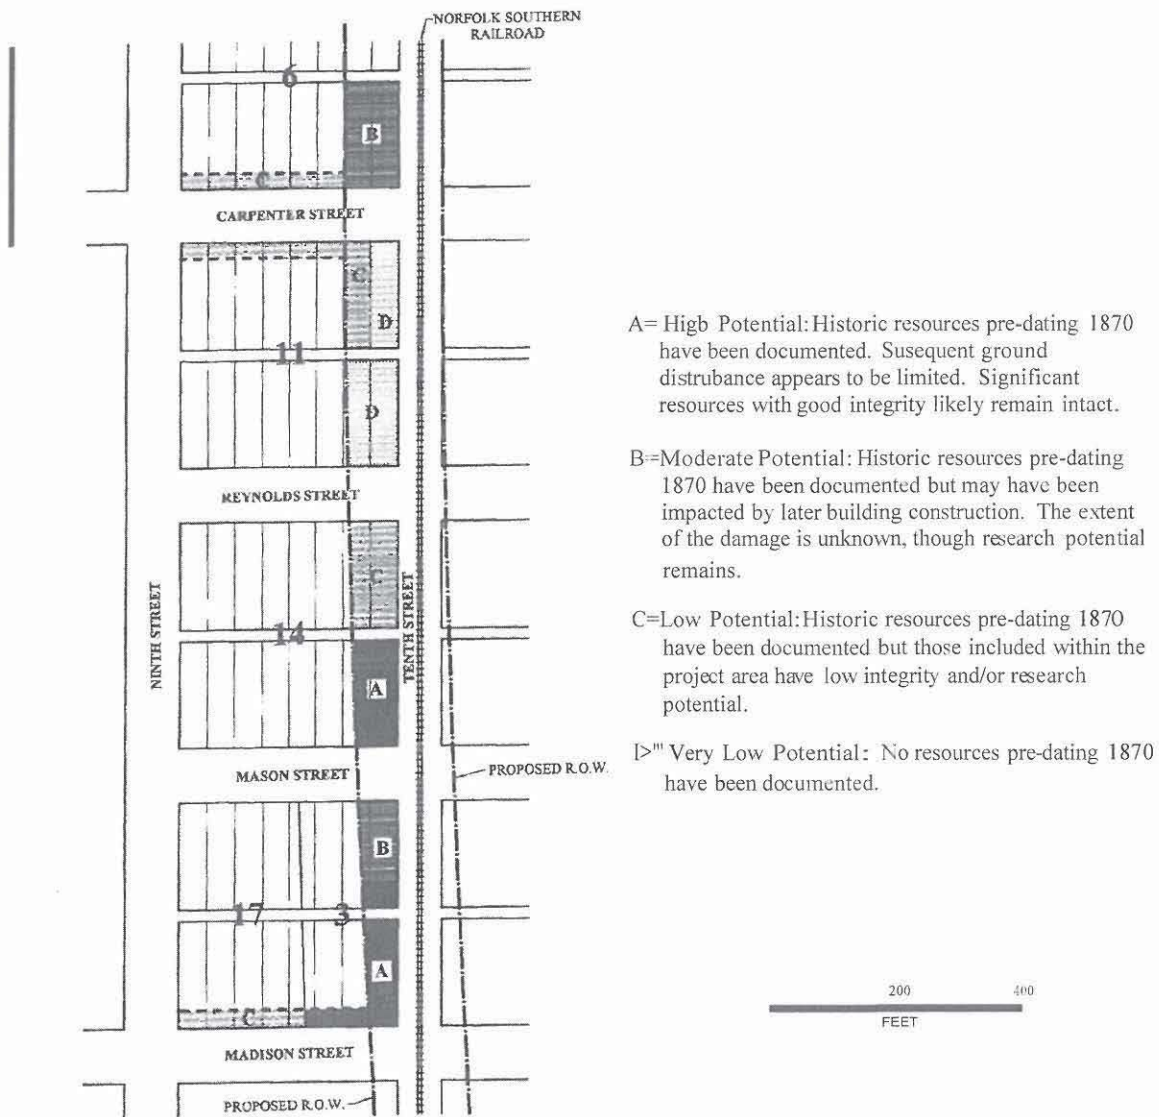 NORFOLK SOUTHERN
RAILROAD
6
B
C
CARPENTER STREET
C
D
11
D
REYNOLDS STREET
C
14
A
NINTH STREET
TENTH STREET
MASON STREET
PROPOSED R.O.W.
B
17
3
A
C
MADISON STREET
PROPOSED R.O.W.
A= Higb Potential: Historic resources pre-dating 1870
have been documented. Susequent ground
distrubance appears to be limited. Significant
resources with good integrity likely remain intact.
B=Moderate Potential: Historic resources pre-dating
1870 have been documented but may have been
impacted by later building construction. The extent
of the damage is unknown, though research potential
remains.
C=Low Potential: Historic resources pre-dating 1870
have been documented but those included within the
project area have low integrity and/or research
potential.
I>"' Very Low Potential: No resources pre-dating 1870
have been documented.
200 400
FEET